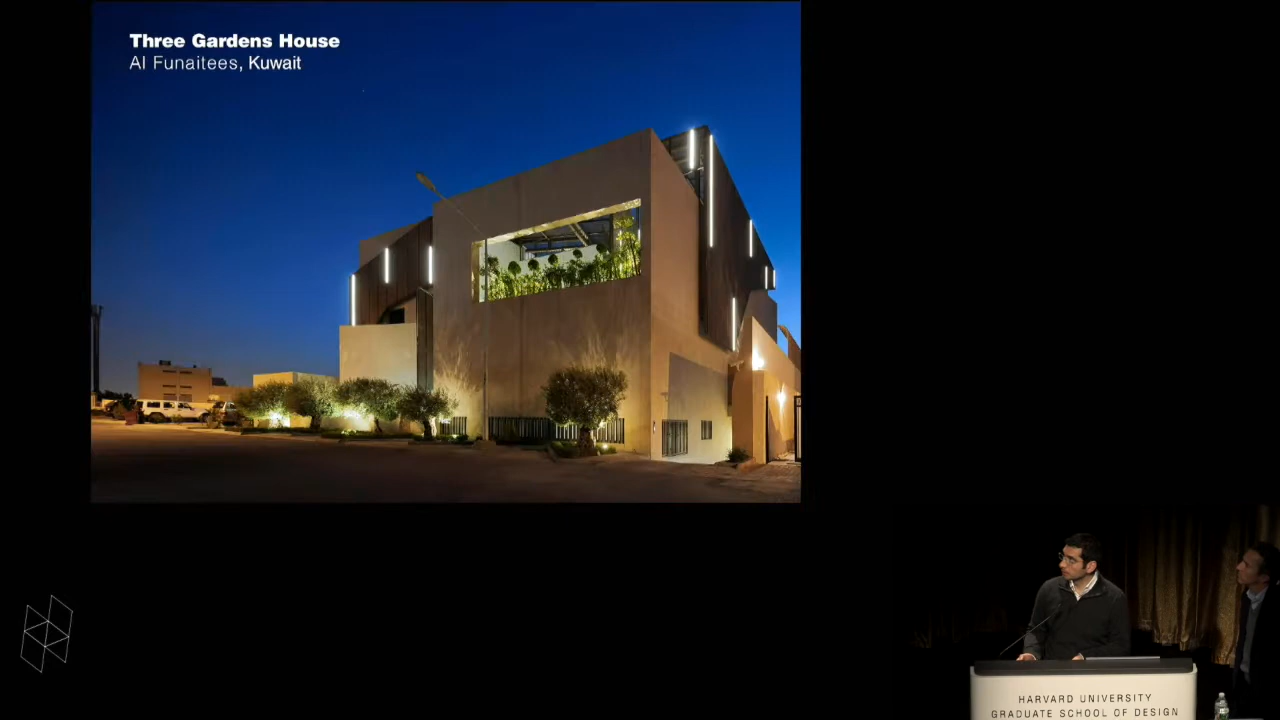 Three Gardens House
Al Funaitees, Kuwait
HARVARD UNIVERSITY
GRADUATE SCHOOL OF DESIGN